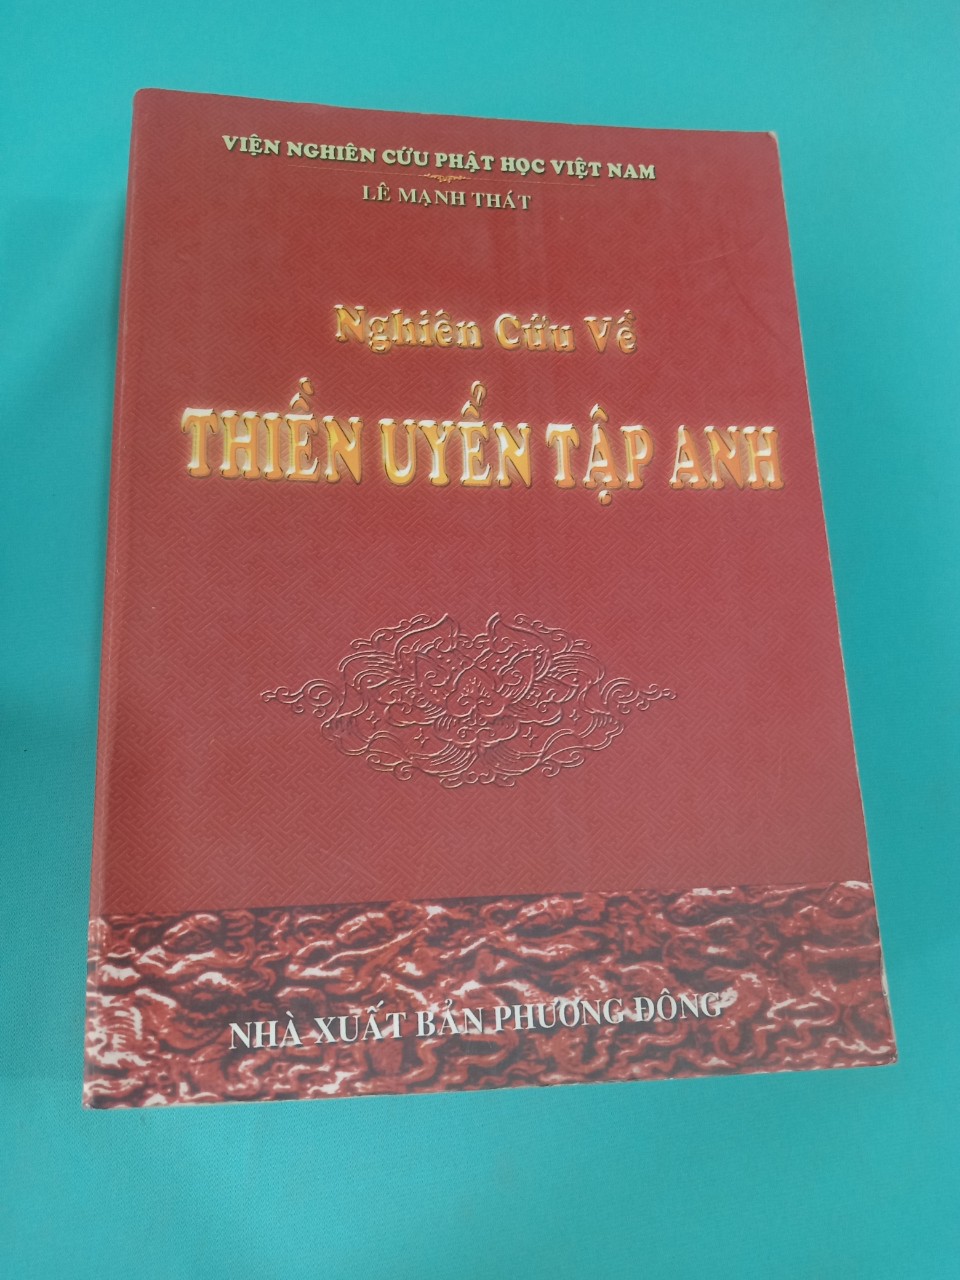 VIỆN NGHIÊN CỨU PHẬT HỌC VIỆT NAM
LÊ MẠNH THÁT
Nghiên Cứu Về
THIỀN UYỂN TẬP ANH
NHÀ XUẤT BẢN PHƯƠNG ĐÔNG